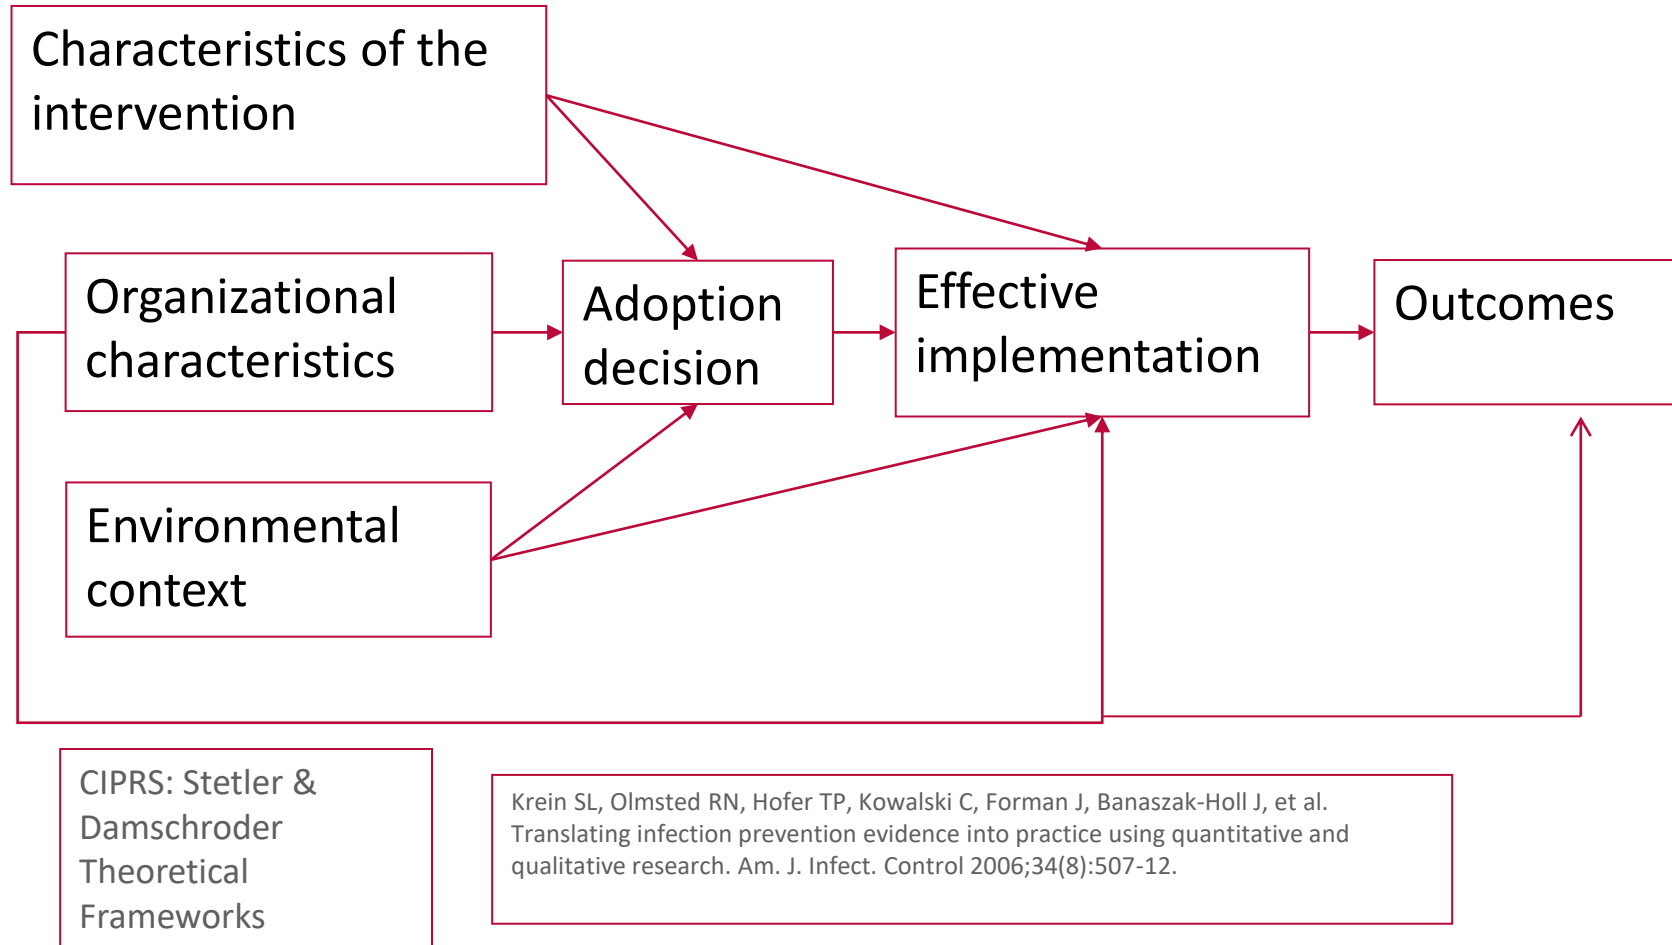 Characteristics of the
intervention
Organizational
characteristics
Adoption
decision
Effective
implementation
Outcomes
Environmental
context
CIPRS: Stetler &
Damschroder
Theoretical
Frameworks
Krein SL, Olmsted RN, Hofer TP, Kowalski C, Forman J, Banaszak-Holl J, et al.
Translating infection prevention evidence into practice using quantitative and
qualitative research. Am. J. Infect. Control 2006;34(8):507-12.